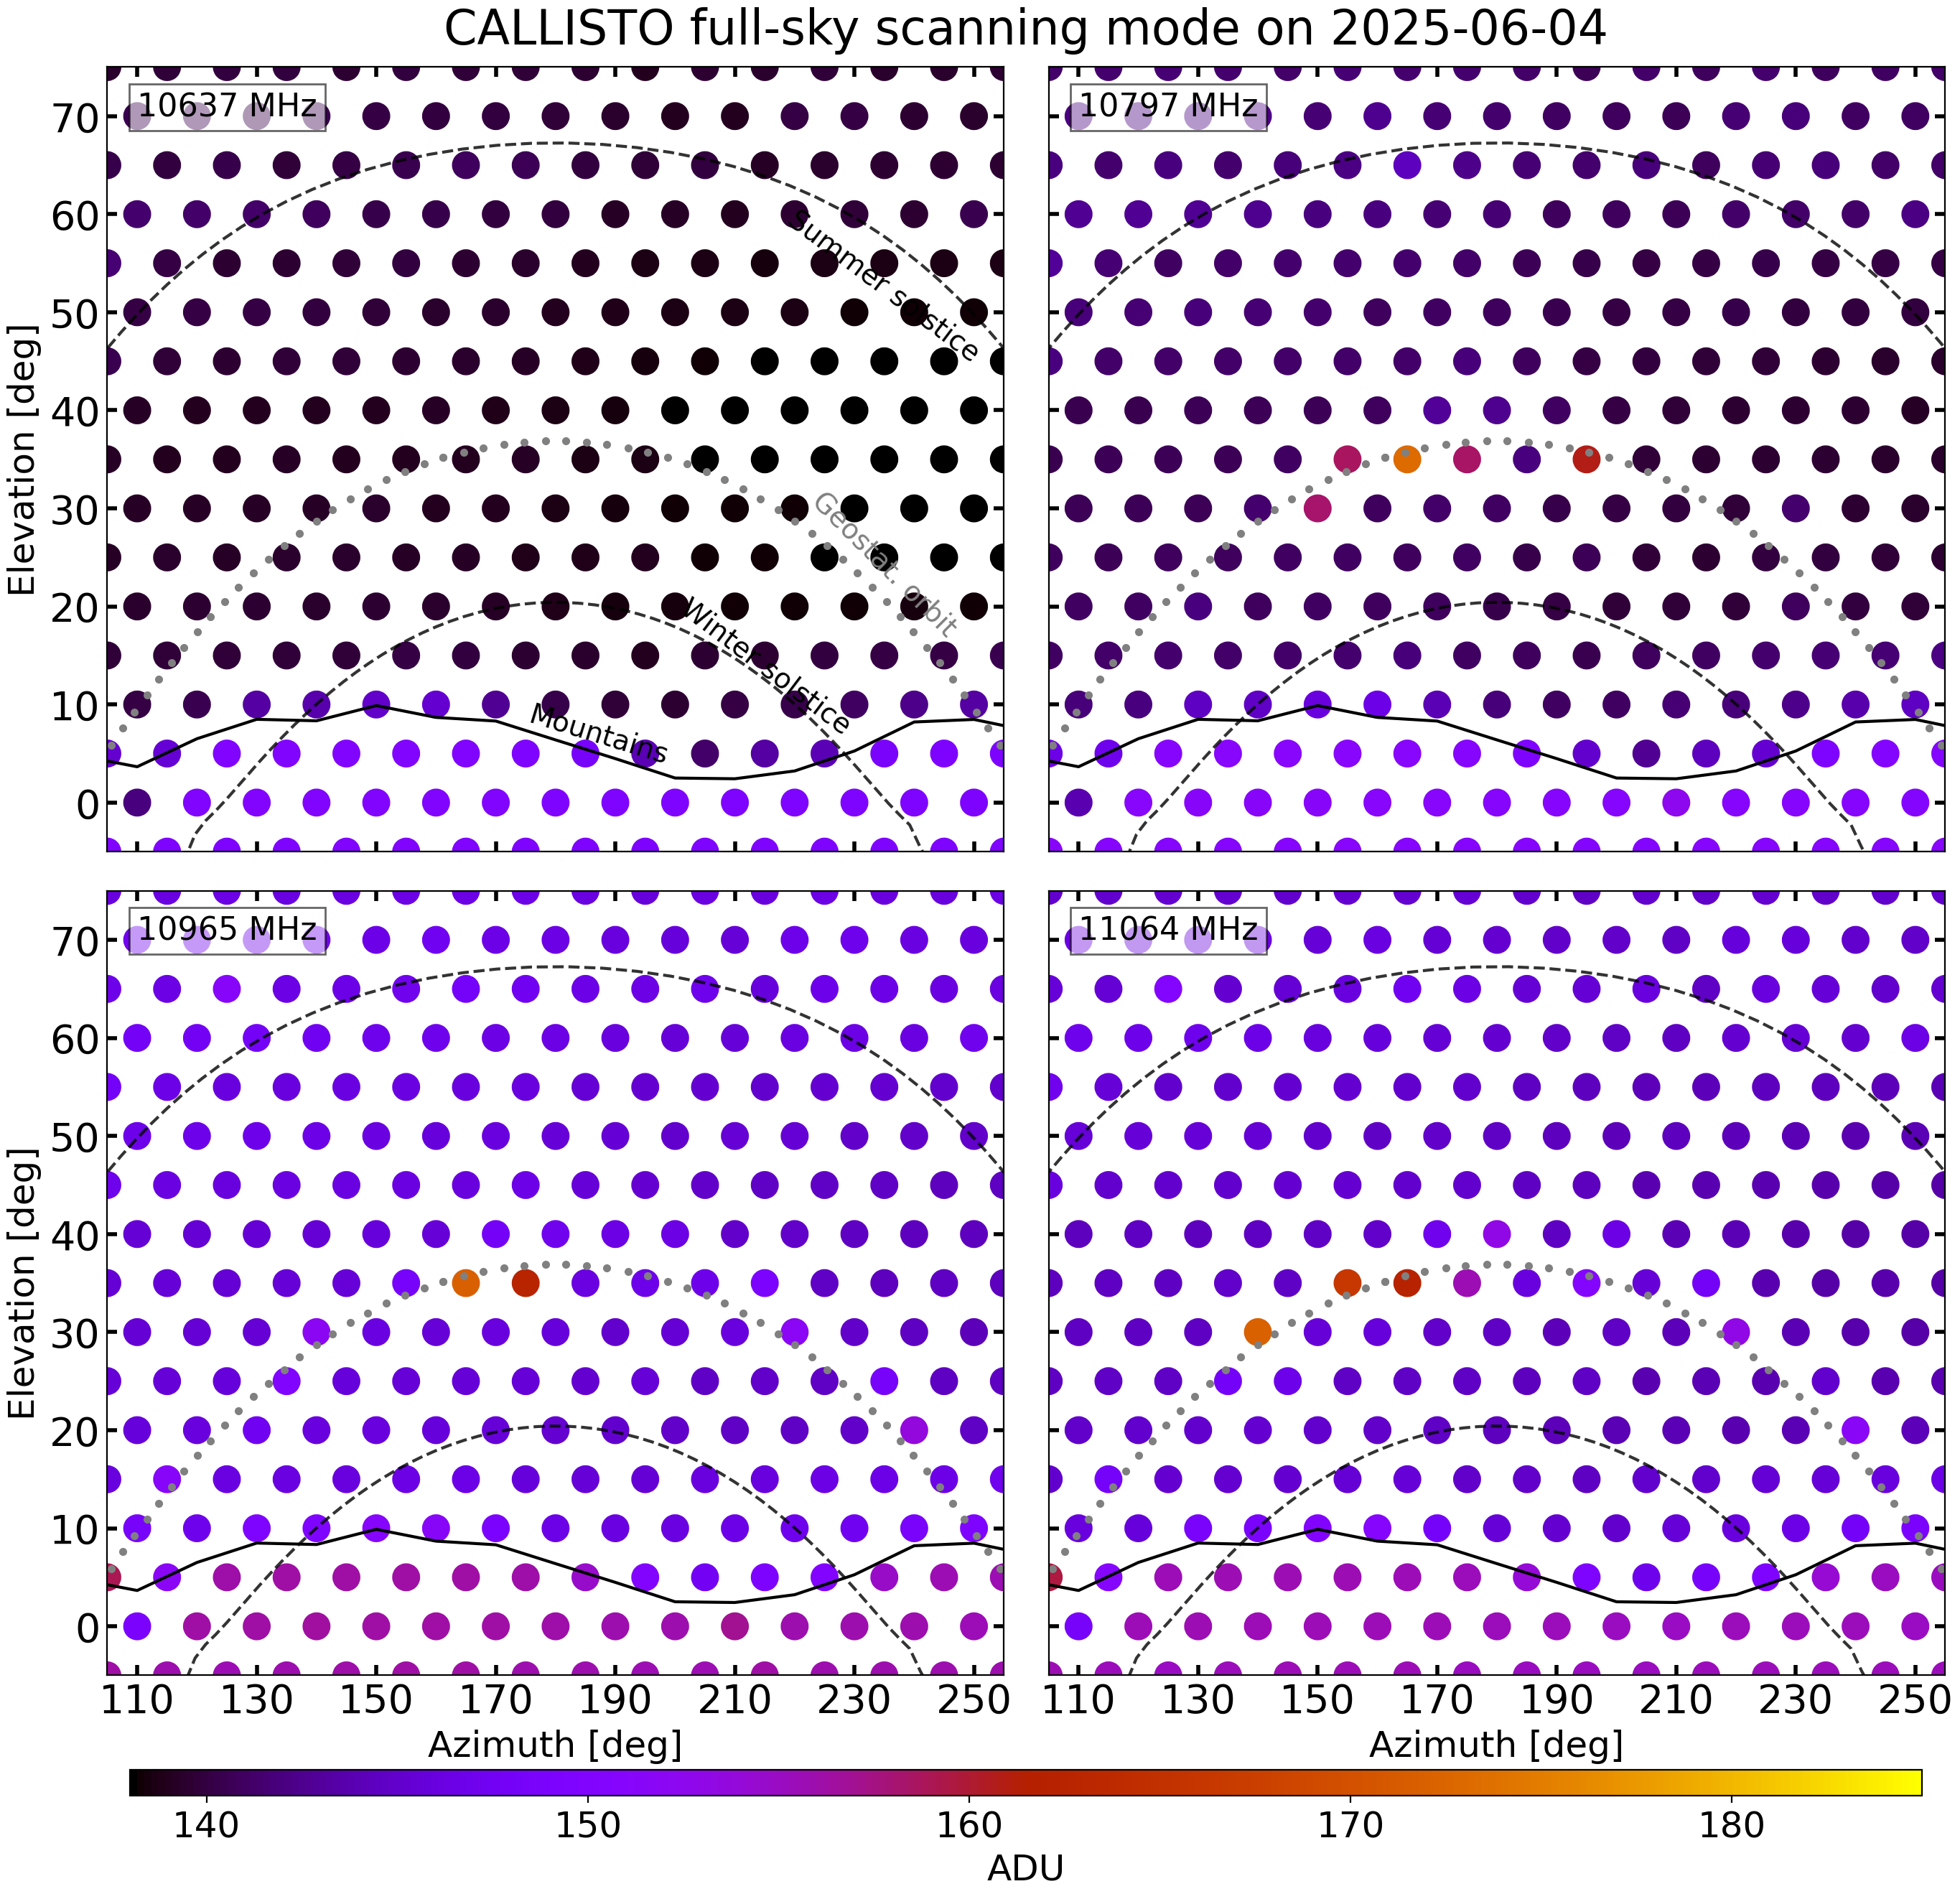 CALLISTO full-sky scanning mode on 2025-06-04
10637 MHz
10797 MHz
70
60
50
40
30
20
10
0
Elevation [deg]
Summer solstice
Geostat. orbit
Winter solstice
Mountains
10965 MHz
11064 MHz
70
60
50
40
30
20
10
0
Elevation [deg]
110 130 150 170 190 210 230 250
110 130 150 170 190 210 230 250
Azimuth [deg]
Azimuth [deg]
140 150 160 170 180
ADU